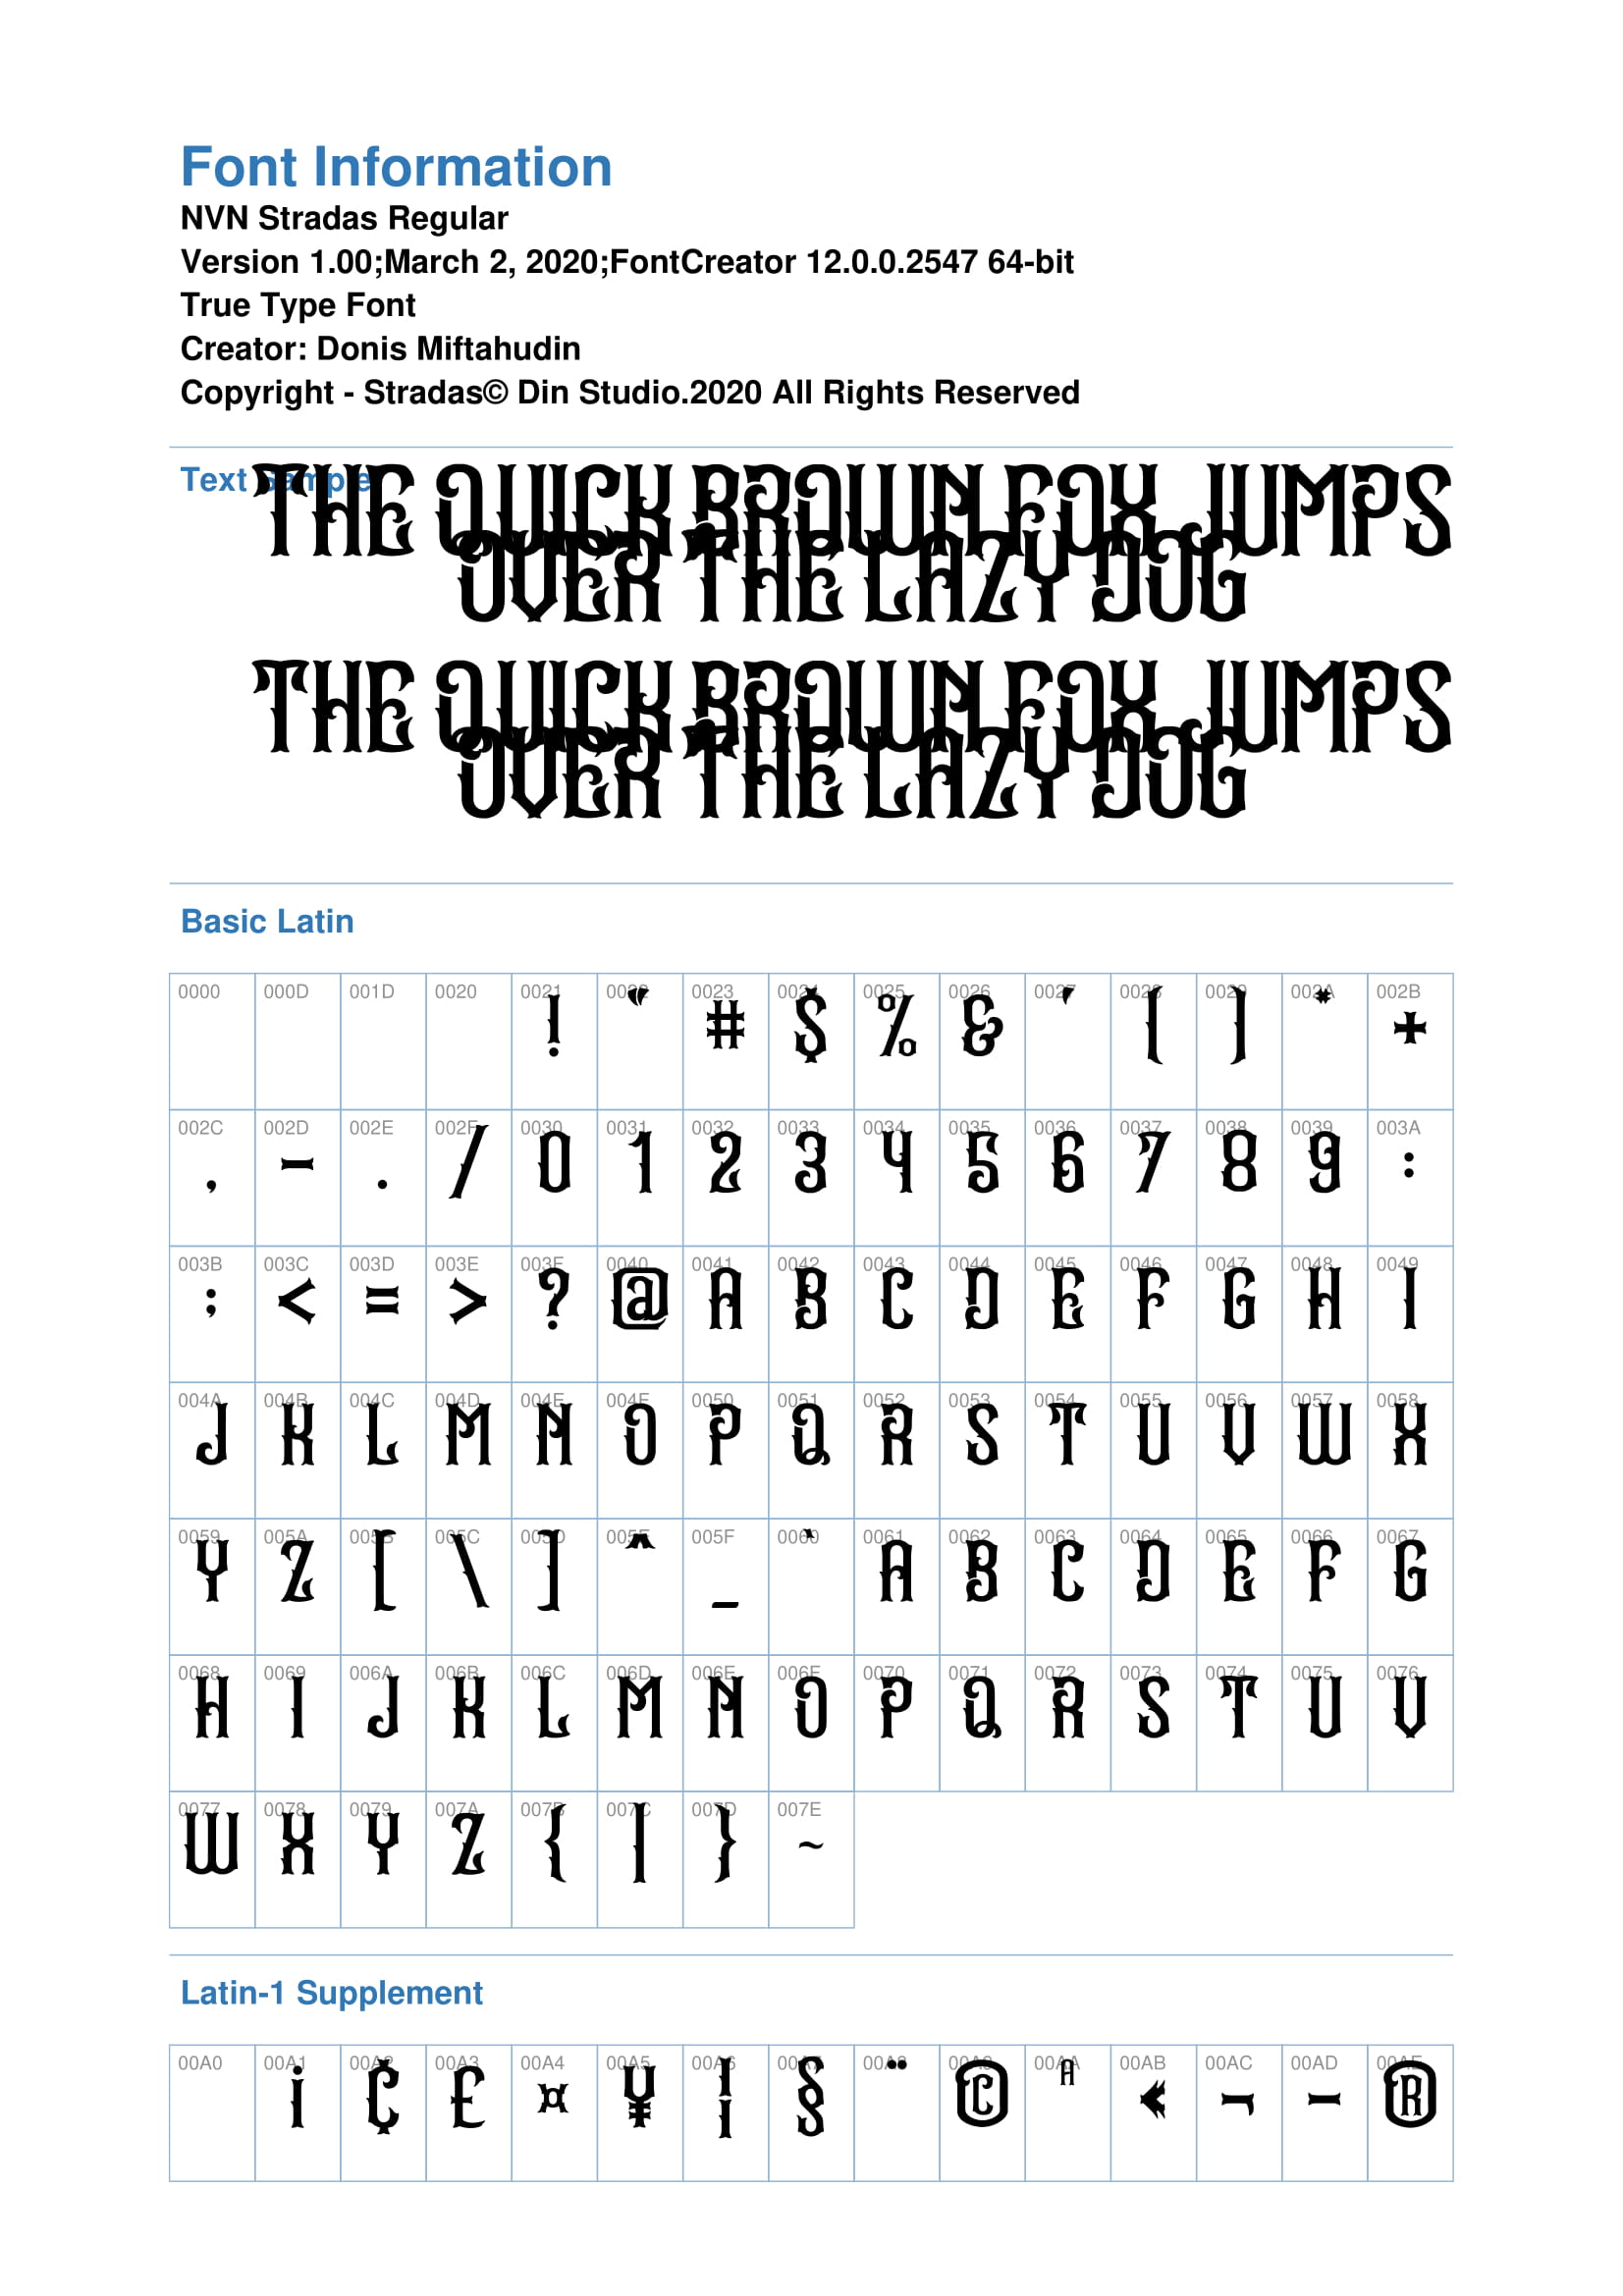 Font Information
NVN Stradas Regular
Version 1.00;March 2, 2020;FontCreator 12.0.0.2547 64-bit
True Type Font
Creator: Donis Miftahudin
Copyright - Stradas© Din Studio.2020 All Rights Reserved
Text Sample
THE QUICK BROWN FOX JUMPS
OVER THE LAZY DOG
THE QUICK BROWN FOX JUMPS
OVER THE LAZY DOG
Basic Latin
0000 000D 001D 0020 0021 0022 0023 0024 0025 0026 0027 0028 0029 002A 002B
! " # $ % & ' ( ) * +
002C 002D 002E 002F 0030 0031 0032 0033 0034 0035 0036 0037 0038 0039 003A
, - . / 0 1 2 3 4 5 6 7 8 9 :
003B 003C 003D 003E 003F 0040 0041 0042 0043 0044 0045 0046 0047 0048 0049
; < = > ? @ A B C D E F G H I
004A 004B 004C 004D 004E 004F 0050 0051 0052 0053 0054 0055 0056 0057 0058
J K L M N O P Q R S T U V W X
0059 005A 005B 005C 005D 005E 005F 0060 0061 0062 0063 0064 0065 0066 0067
Y Z [ \ ] ^ _ ` A B C D E F G
0068 0069 006A 006B 006C 006D 006E 006F 0070 0071 0072 0073 0074 0075 0076
H I J K L M N O P Q R S T U V
0077 0078 0079 007A 007B 007C 007D 007E
W X Y Z { | } ~
Latin-1 Supplement
00A0 00A1 00A2 00A3 00A4 00A5 00A6 00A7 00A8 00A9 00AA 00AB 00AC 00AD 00AE
¡ ¢ £ ¤ ¥ ¦ § ¨ © ª « ¬ - ®